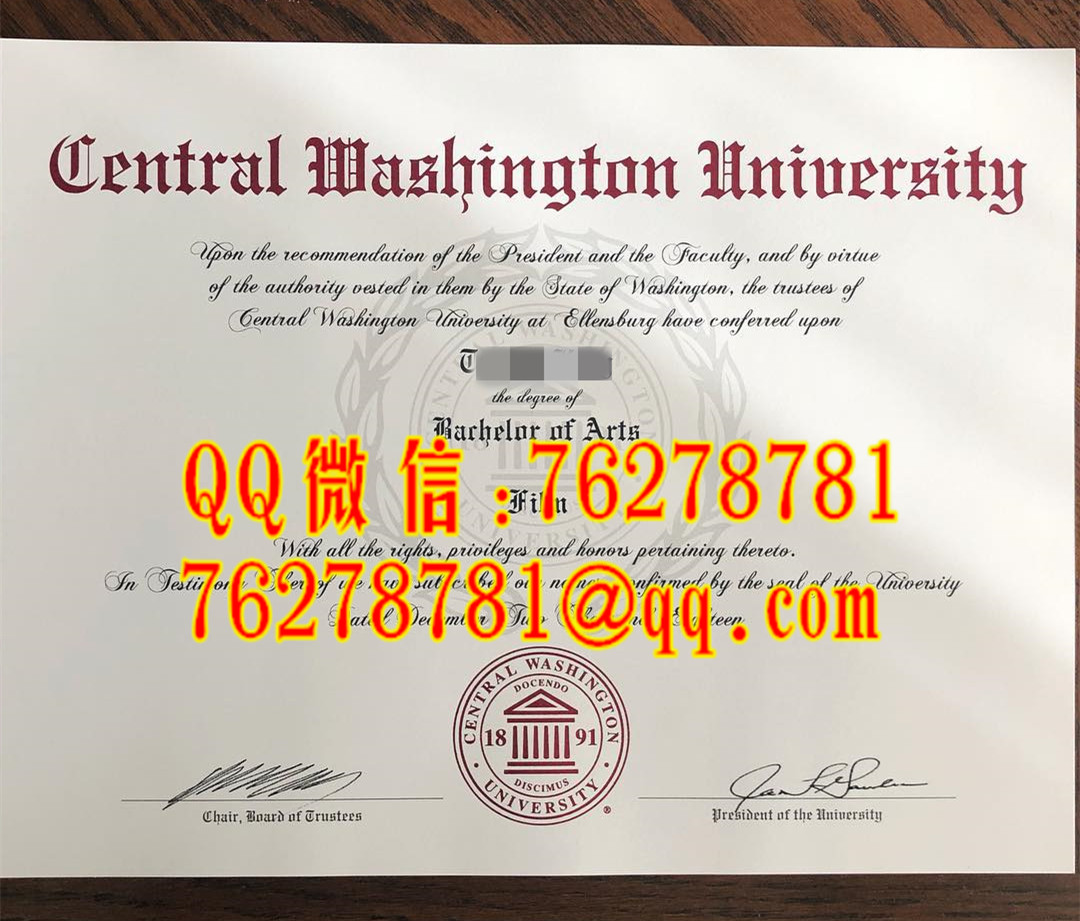 Central Washington University
Upon the recommendation of the President and the Faculty, and by virtue
of the authority vested in them by the State of Washington, the trustees of
Central Washington University at Ellensburg have conferred upon
T
the degree of
Bachelor of Arts
QQ微信:76278781
Film
With all the rights, privileges and honors pertaining thereto.
In confirmed by the seal of the University
76278781@qq.com
December Two
CENTRAL WASHINGTON UNIVERSITY
DOCENDO
18 91
DISCIMUS
®
Chair, Board of Trustees
President of the University